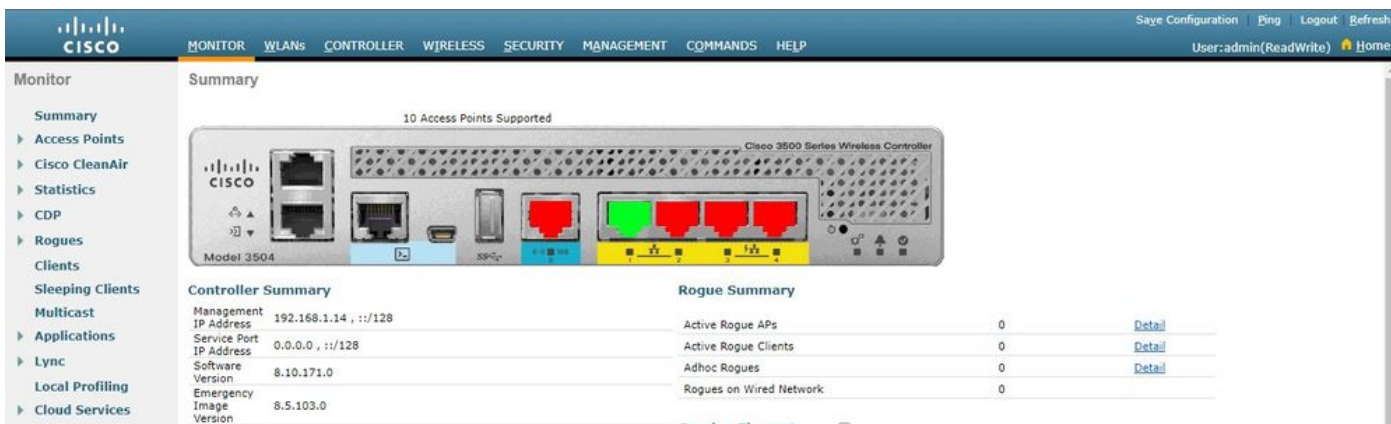 CISCO
MONITOR WLANs CONTROLLER WIRELESS SECURITY MANAGEMENT COMMANDS HELP
Save Configuration Ping Logout Refresh
User:admin(ReadWrite) Home
Monitor
Summary
Access Points
Cisco CleanAir
Statistics
CDP
Rogues
Clients
Sleeping Clients
Multicast
Applications
Lync
Local Profiling
Cloud Services
Summary
10 Access Points Supported
Cisco 3500 Series Wireless Controller
CISCO
Model 3504
1 2 3 4
Controller Summary
Management IP Address 192.168.1.14 , ::/128
Service Port IP Address 0.0.0.0 , ::/128
Software Version 8.10.171.0
Emergency Image Version 8.5.103.0
Rogue Summary
Active Rogue APs 0 Detail
Active Rogue Clients 0 Detail
Adhoc Rogues 0 Detail
Rogues on Wired Network 0